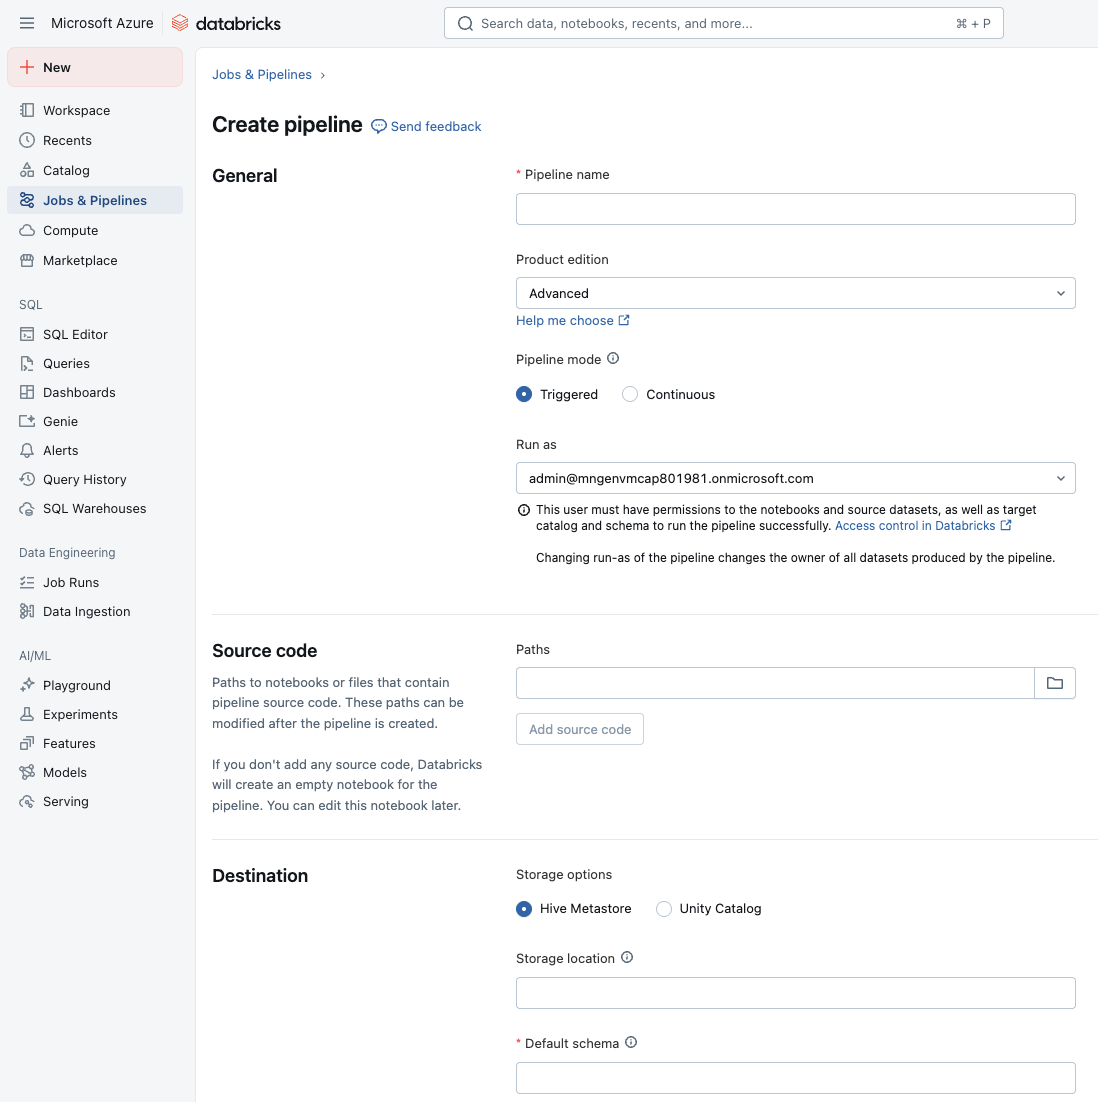 Microsoft Azure databricks
Search data, notebooks, recents, and more... ⌘ + P
New
Workspace
Recents
Catalog
Jobs & Pipelines
Compute
Marketplace
SQL
SQL Editor
Queries
Dashboards
Genie
Alerts
Query History
SQL Warehouses
Data Engineering
Job Runs
Data Ingestion
AI/ML
Playground
Experiments
Features
Models
Serving
Jobs & Pipelines ›
Create pipeline Send feedback
General
* Pipeline name
Product edition
Advanced
Help me choose
Pipeline mode
Triggered Continuous
Run as
admin@mngenvmcap801981.onmicrosoft.com
This user must have permissions to the notebooks and source datasets, as well as target
catalog and schema to run the pipeline successfully. Access control in Databricks
Changing run-as of the pipeline changes the owner of all datasets produced by the pipeline.
Source code
Paths to notebooks or files that contain
pipeline source code. These paths can be
modified after the pipeline is created.
If you don't add any source code, Databricks
will create an empty notebook for the
pipeline. You can edit this notebook later.
Paths
Add source code
Destination
Storage options
Hive Metastore Unity Catalog
Storage location
* Default schema